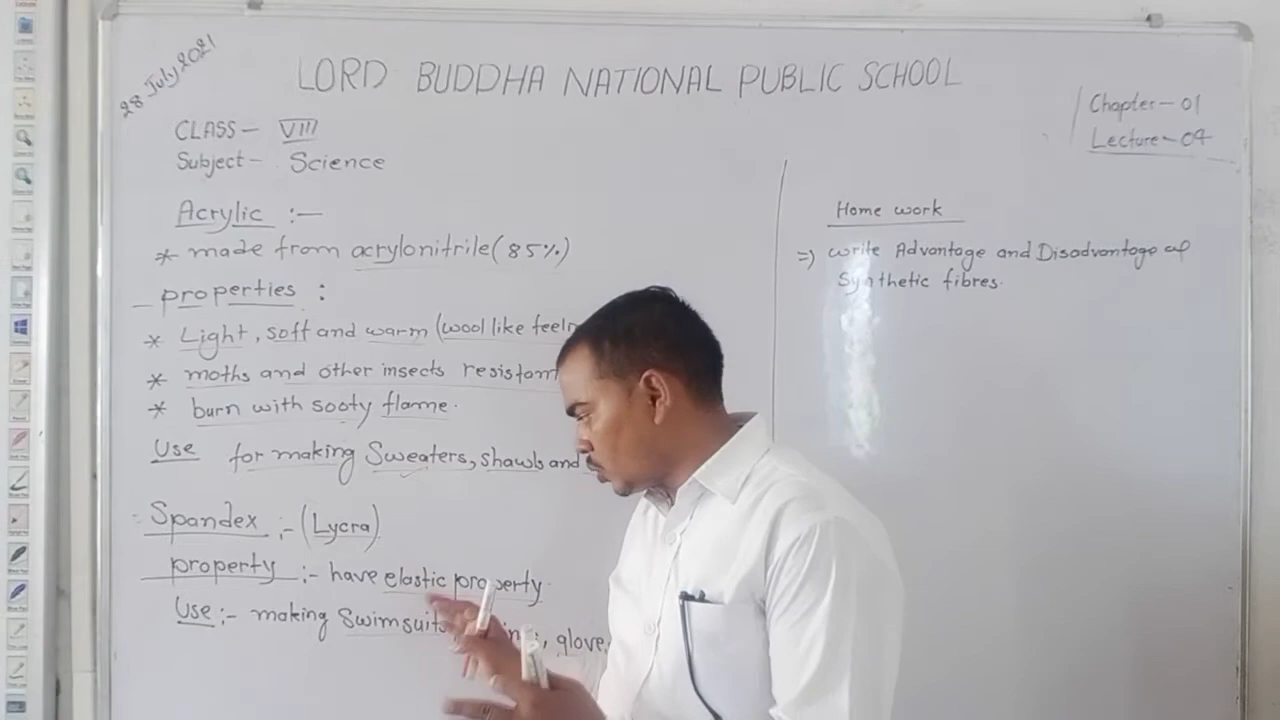 28 July 2021
LORD BUDDHA NATIONAL PUBLIC SCHOOL
Chapter - 01
Lecture - 04
CLASS - VIII
Subject - Science
Acrylic :-
* made from acrylonitrile (85%)
properties :
* Light, soft and warm (wool like
* moths and other insects resistant
* burn with sooty flame.
Use for making Sweaters, shawls and
Spandex :- (Lycra)
property :- have elastic property.
Use :- making Swimsuits glove
Home work
=) write Advantage and Disadvantage of
Synthetic fibres.